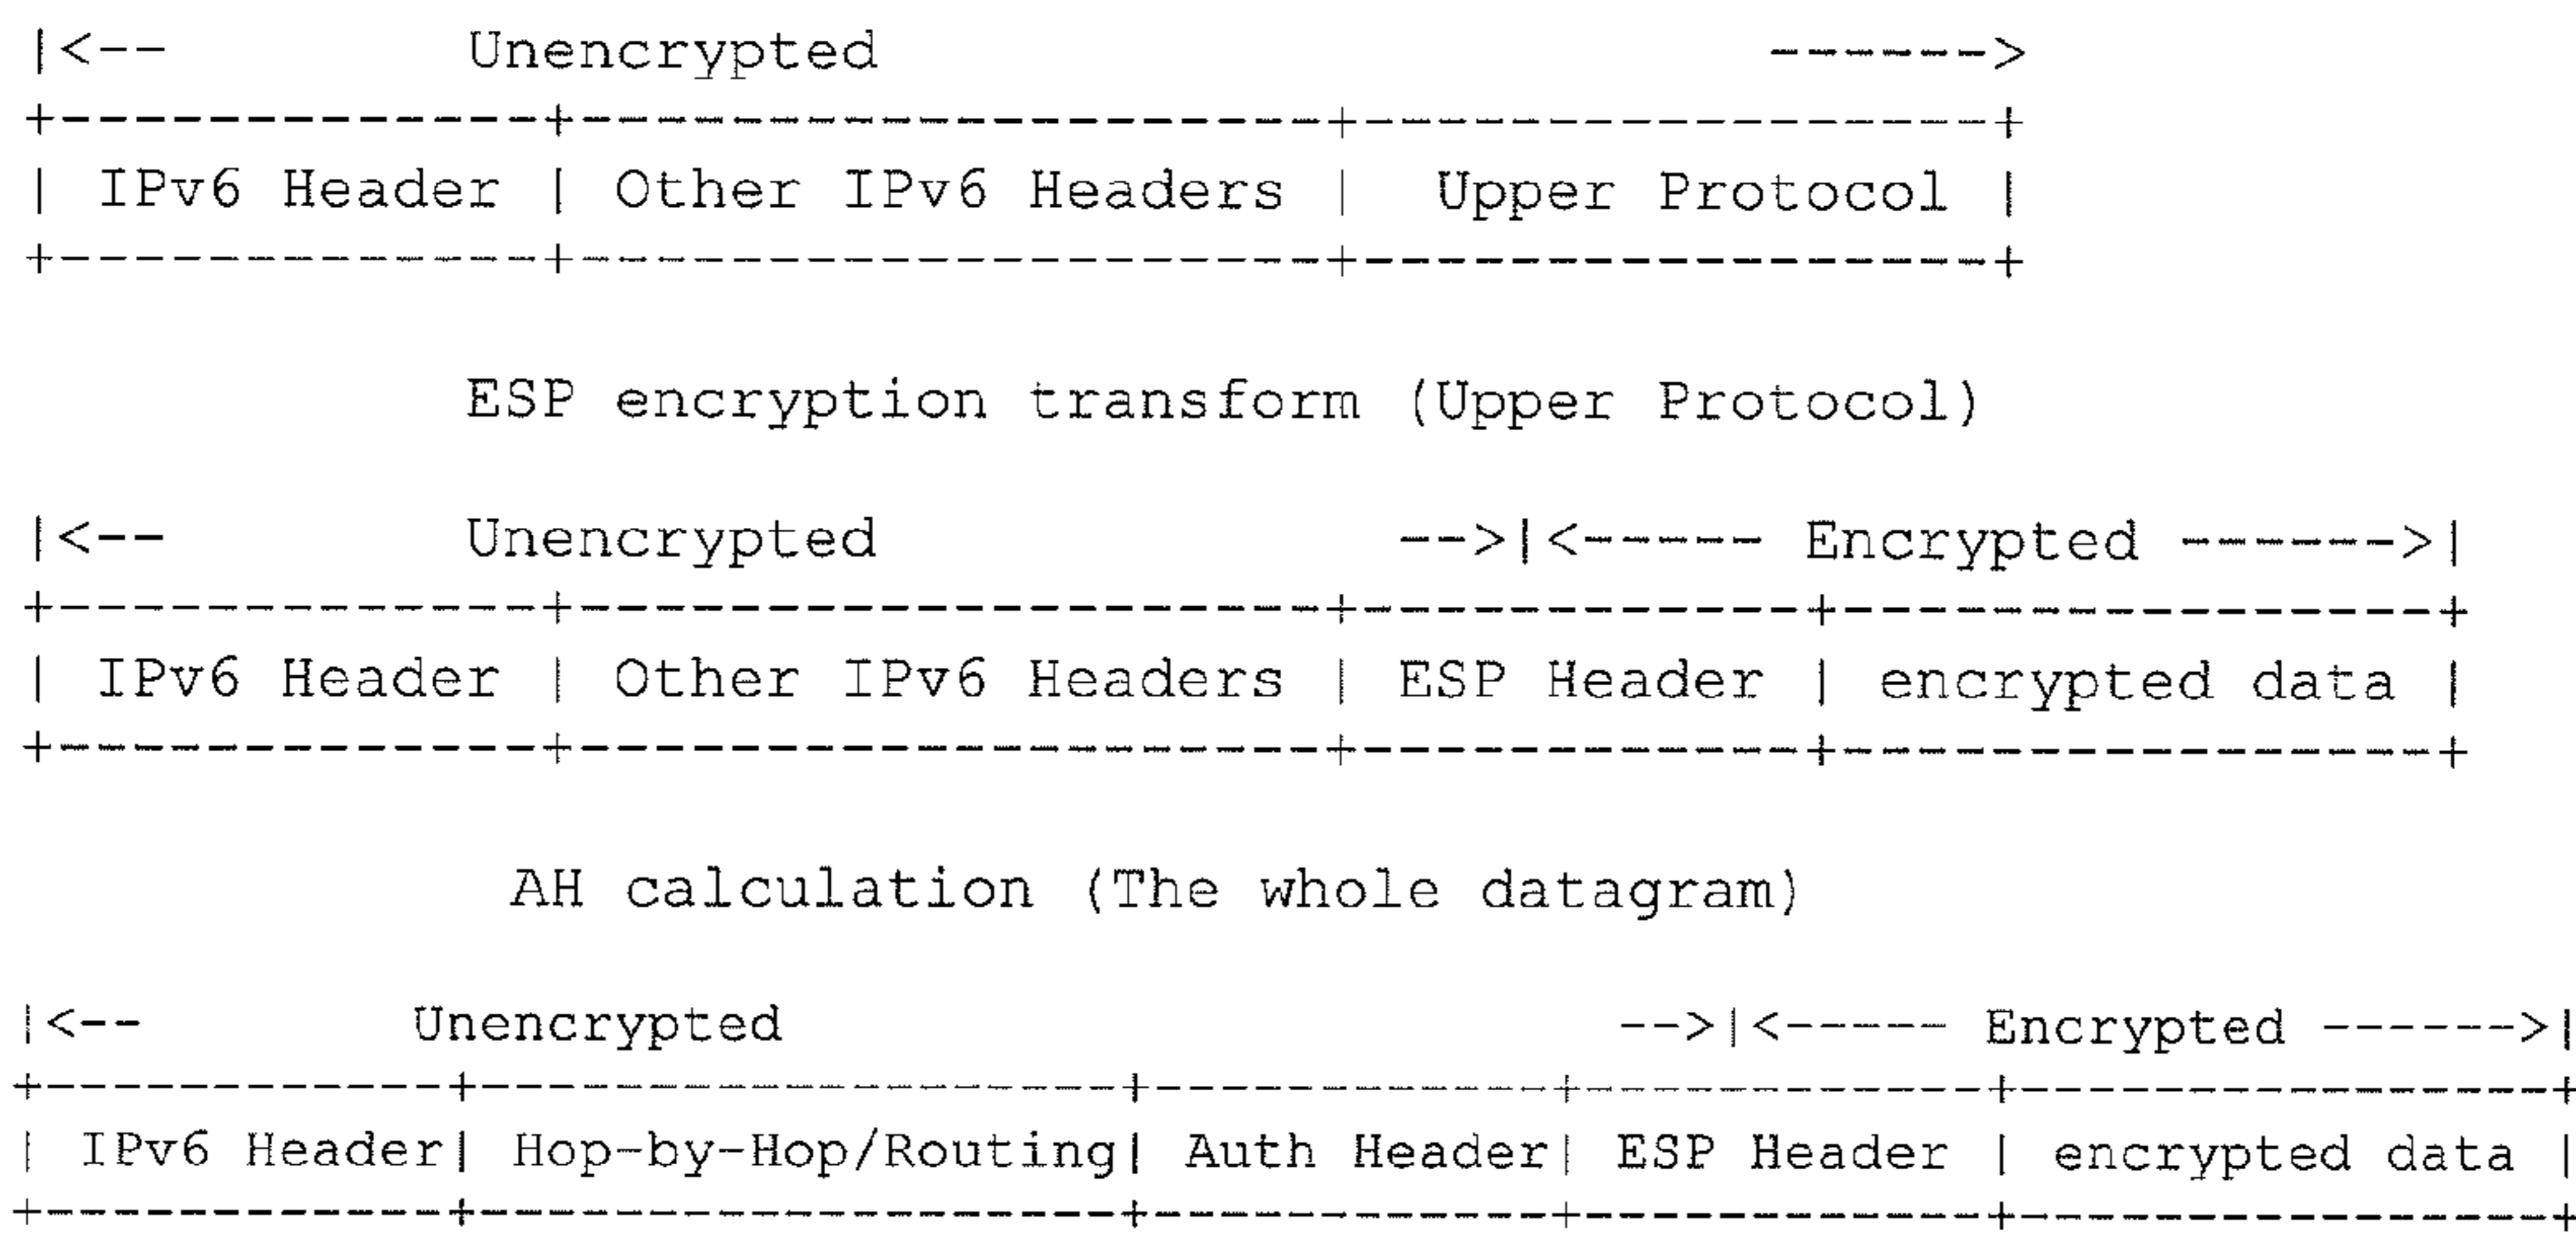 |<--        Unencrypted                        ------>
+-------------+--------------------+-----------------+
| IPv6 Header | Other IPv6 Headers |  Upper Protocol |
+-------------+--------------------+-----------------+
ESP encryption transform (Upper Protocol)
|<--        Unencrypted              -->|<----- Encrypted ------>|
+-------------+--------------------+------------+----------------+
| IPv6 Header | Other IPv6 Headers | ESP Header | encrypted data |
+-------------+--------------------+------------+----------------+
AH calculation (The whole datagram)
|<--          Unencrypted                         -->|<----- Encrypted ------>|
+-------------+--------------------+-------------+------------+----------------+
| IPv6 Header| Hop-by-Hop/Routing| Auth Header| ESP Header | encrypted data |
+-------------+--------------------+-------------+------------+----------------+